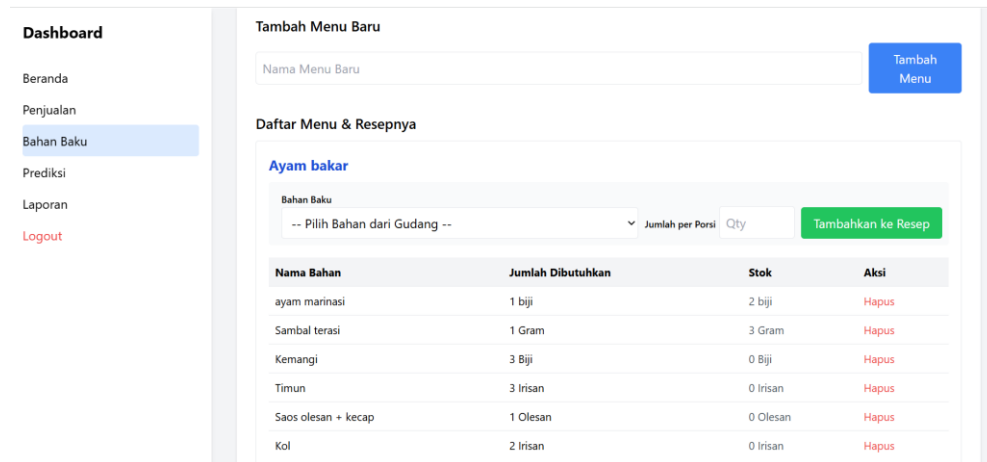 Dashboard
Beranda
Penjualan
Bahan Baku
Prediksi
Laporan
Logout
Tambah Menu Baru
Nama Menu Baru
Tambah
Menu
Daftar Menu & Resepnya
Ayam bakar
Bahan Baku
-- Pilih Bahan dari Gudang -- Jumlah per Porsi Qty Tambahkan ke Resep
Nama Bahan Jumlah Dibutuhkan Stok Aksi
ayam marinasi 1 biji 2 biji Hapus
Sambal terasi 1 Gram 3 Gram Hapus
Kemangi 3 Biji 0 Biji Hapus
Timun 3 Irisan 0 Irisan Hapus
Saos olesan + kecap 1 Olesan 0 Olesan Hapus
Kol 2 Irisan 0 Irisan Hapus